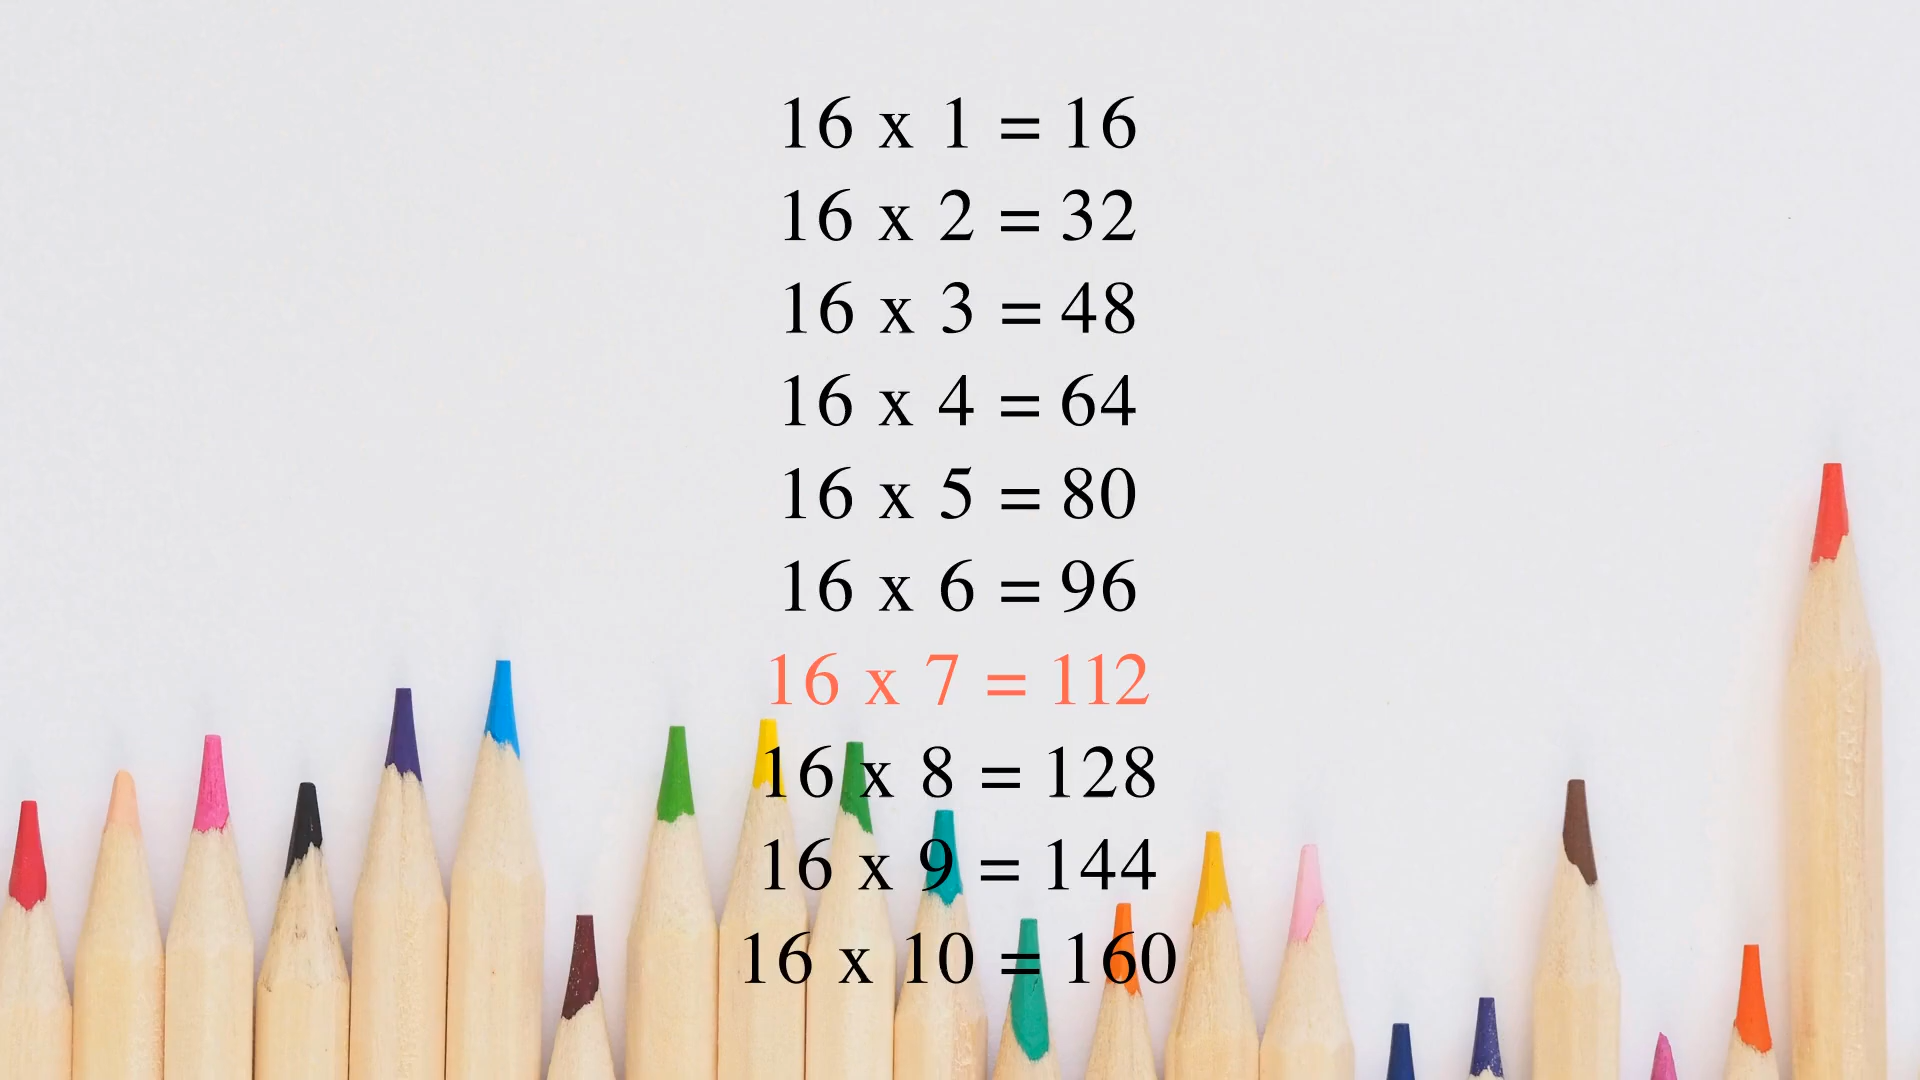 16 x 1 = 16
16 x 2 = 32
16 x 3 = 48
16 x 4 = 64
16 x 5 = 80
16 x 6 = 96
16 x 7 = 112
16 x 8 = 128
16 x 9 = 144
16 x 10 = 160